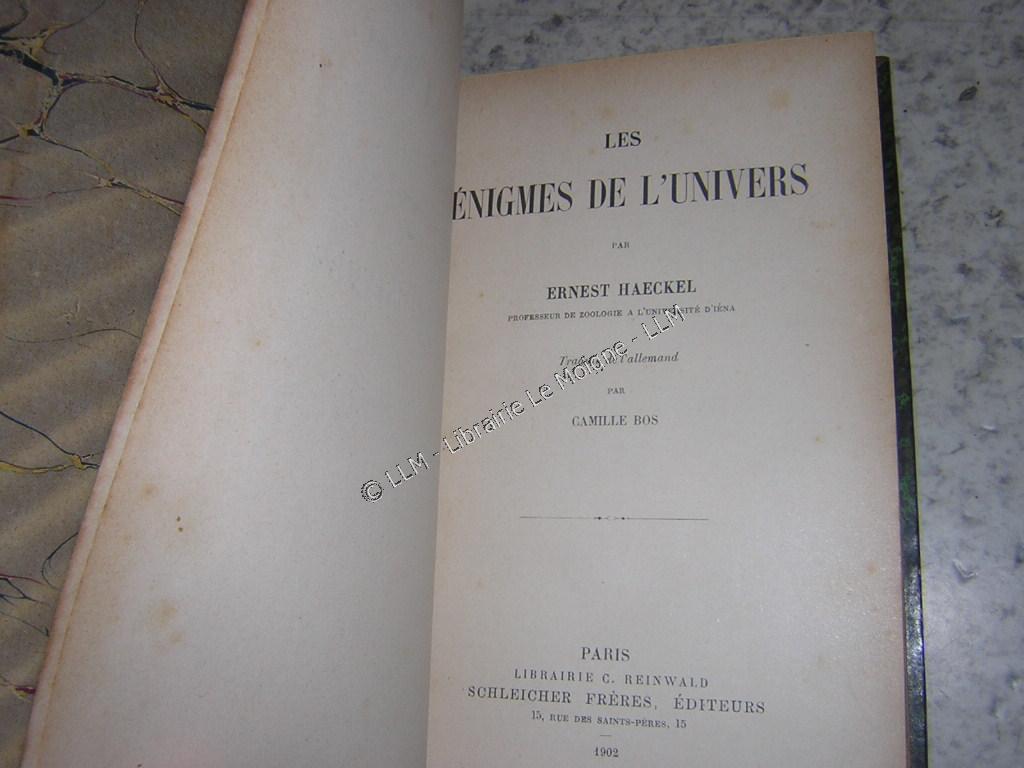 LES
ÉNIGMES DE L'UNIVERS
PAR
ERNEST HAECKEL
PROFESSEUR DE ZOOLOGIE A L'UNIVERSITÉ D'IÉNA
l'allemand
PAR
CAMILLE BOS
© LLM - Librairie Le Moigne - LLM
PARIS
LIBRAIRIE C. REINWALD
SCHLEICHER FRÈRES, ÉDITEURS
15, RUE DES SAINTS-PÈRES, 15
1902